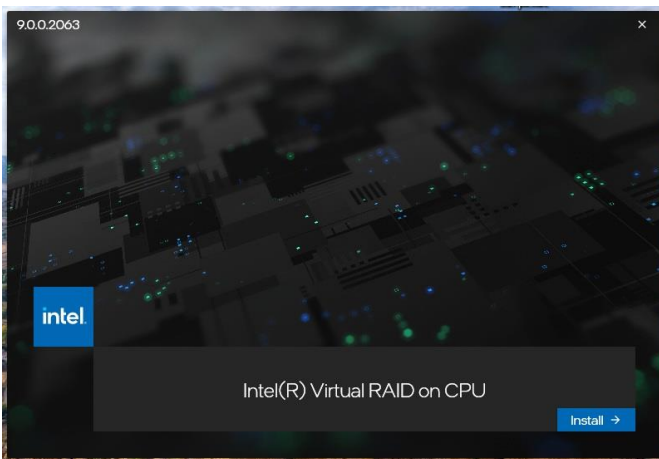 9.0.0.2063
intel.
Intel(R) Virtual RAID on CPU
Install →